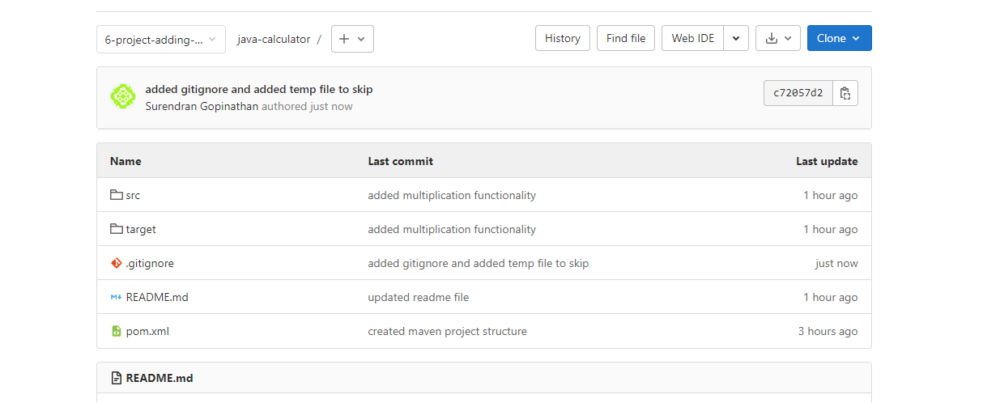 6-project-adding-... java-calculator / + History Find file Web IDE Clone
added gitignore and added temp file to skip
Surendran Gopinathan authored just now
c72057d2
Name Last commit Last update
src added multiplication functionality 1 hour ago
target added multiplication functionality 1 hour ago
.gitignore added gitignore and added temp file to skip just now
README.md updated readme file 1 hour ago
pom.xml created maven project structure 3 hours ago
README.md